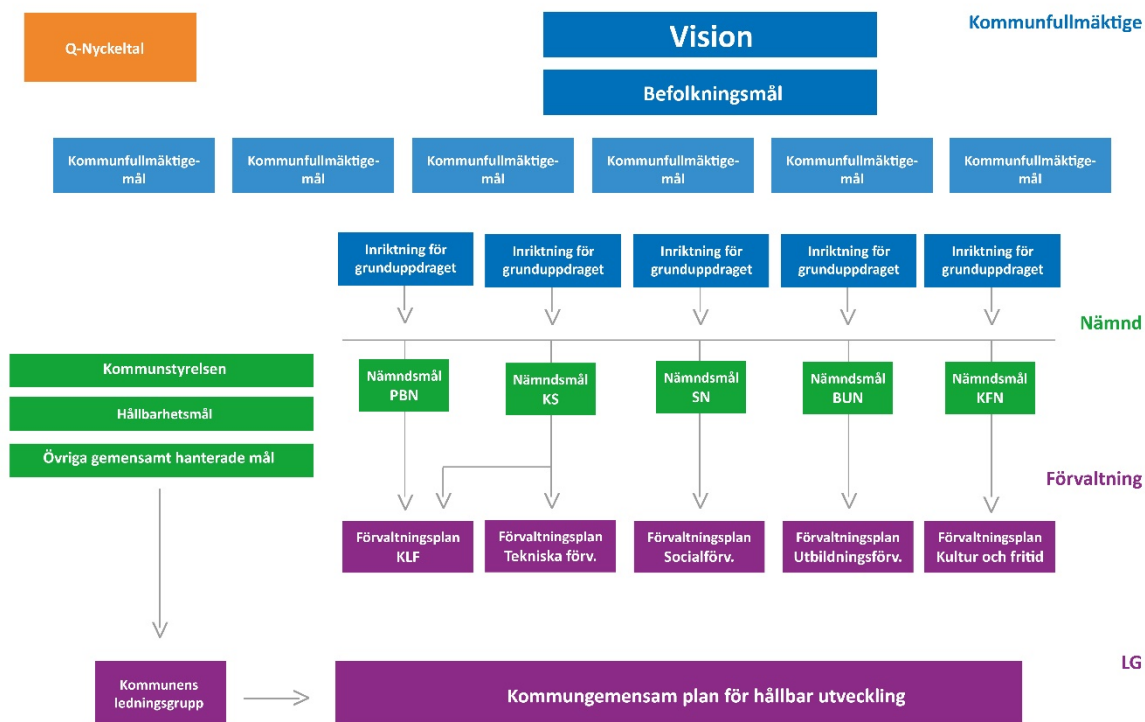 Q-Nyckeltal
Vision
Kommunfullmäktige
Befolkningsmål
Kommunfullmäktige-
mål
Kommunfullmäktige-
mål
Kommunfullmäktige-
mål
Kommunfullmäktige-
mål
Kommunfullmäktige-
mål
Kommunfullmäktige-
mål
Inriktning för
grunduppdraget
Inriktning för
grunduppdraget
Inriktning för
grunduppdraget
Inriktning för
grunduppdraget
Inriktning för
grunduppdraget
Nämnd
Kommunstyrelsen
Hållbarhetsmål
Övriga gemensamt hanterade mål
Nämndsmål
PBN
Nämndsmål
KS
Nämndsmål
SN
Nämndsmål
BUN
Nämndsmål
KFN
Förvaltning
Förvaltningsplan
KLF
Förvaltningsplan
Tekniska förv.
Förvaltningsplan
Socialförv.
Förvaltningsplan
Utbildningsförv.
Förvaltningsplan
Kultur och fritid
LG
Kommunens
ledningsgrupp
Kommungemensam plan för hållbar utveckling